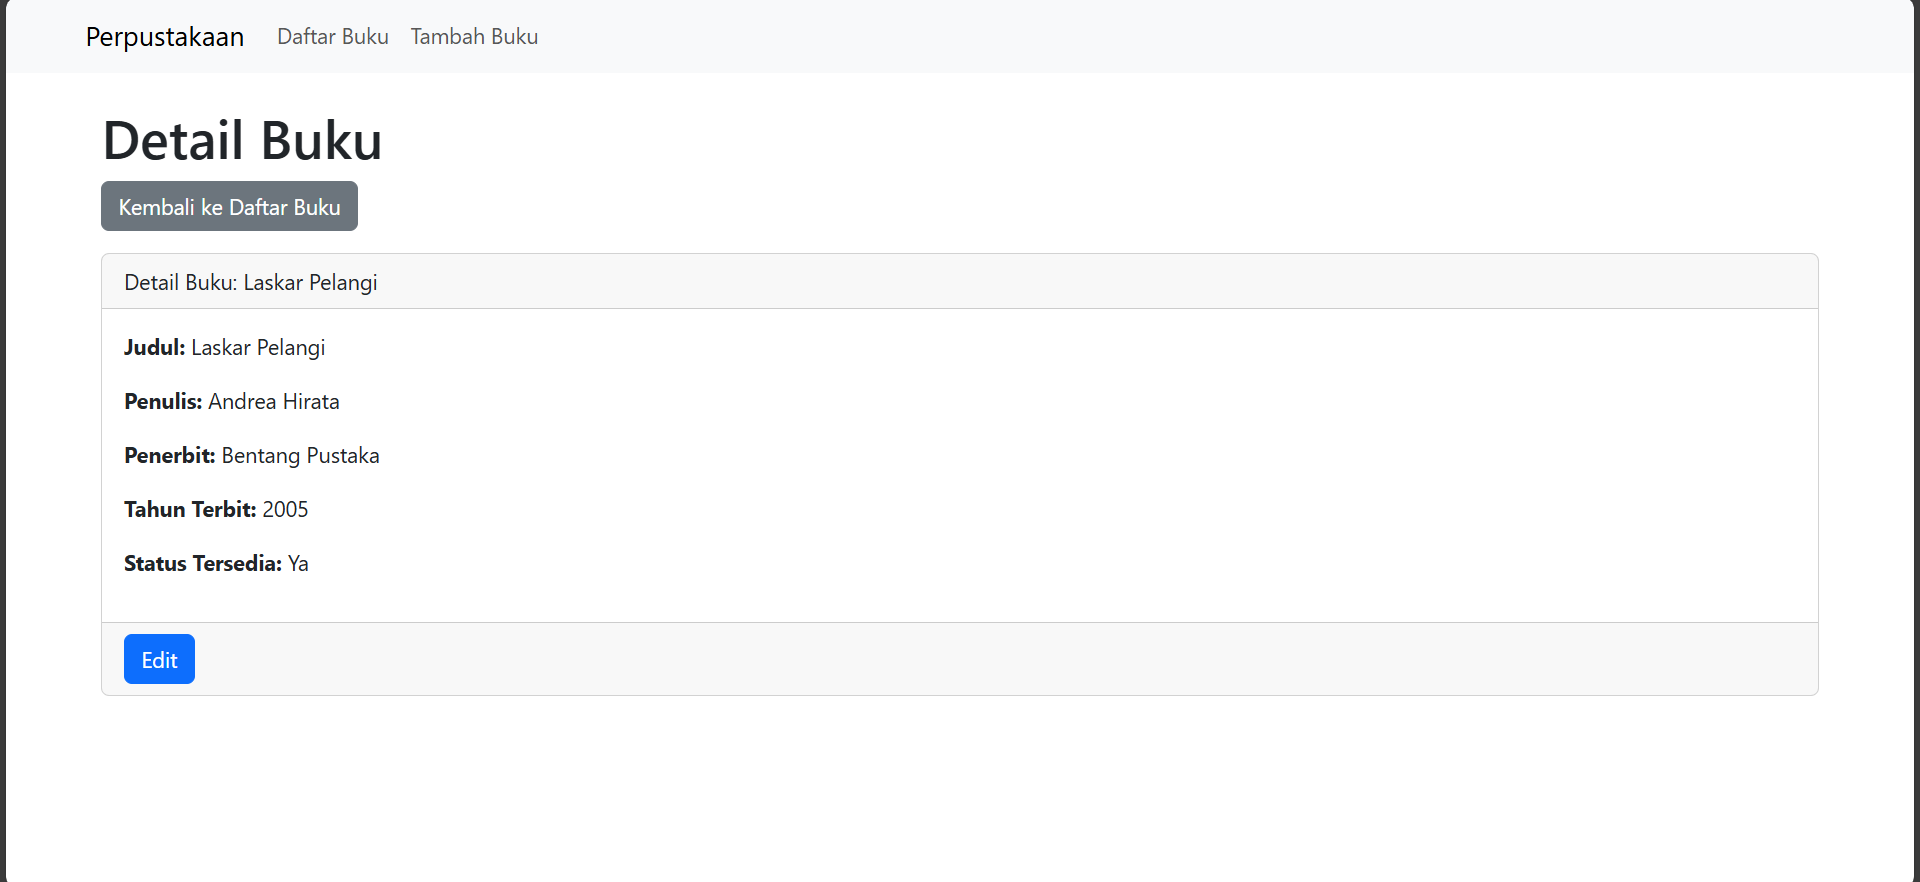 Perpustakaan Daftar Buku Tambah Buku
Detail Buku
Kembali ke Daftar Buku
Detail Buku: Laskar Pelangi
Judul: Laskar Pelangi
Penulis: Andrea Hirata
Penerbit: Bentang Pustaka
Tahun Terbit: 2005
Status Tersedia: Ya
Edit